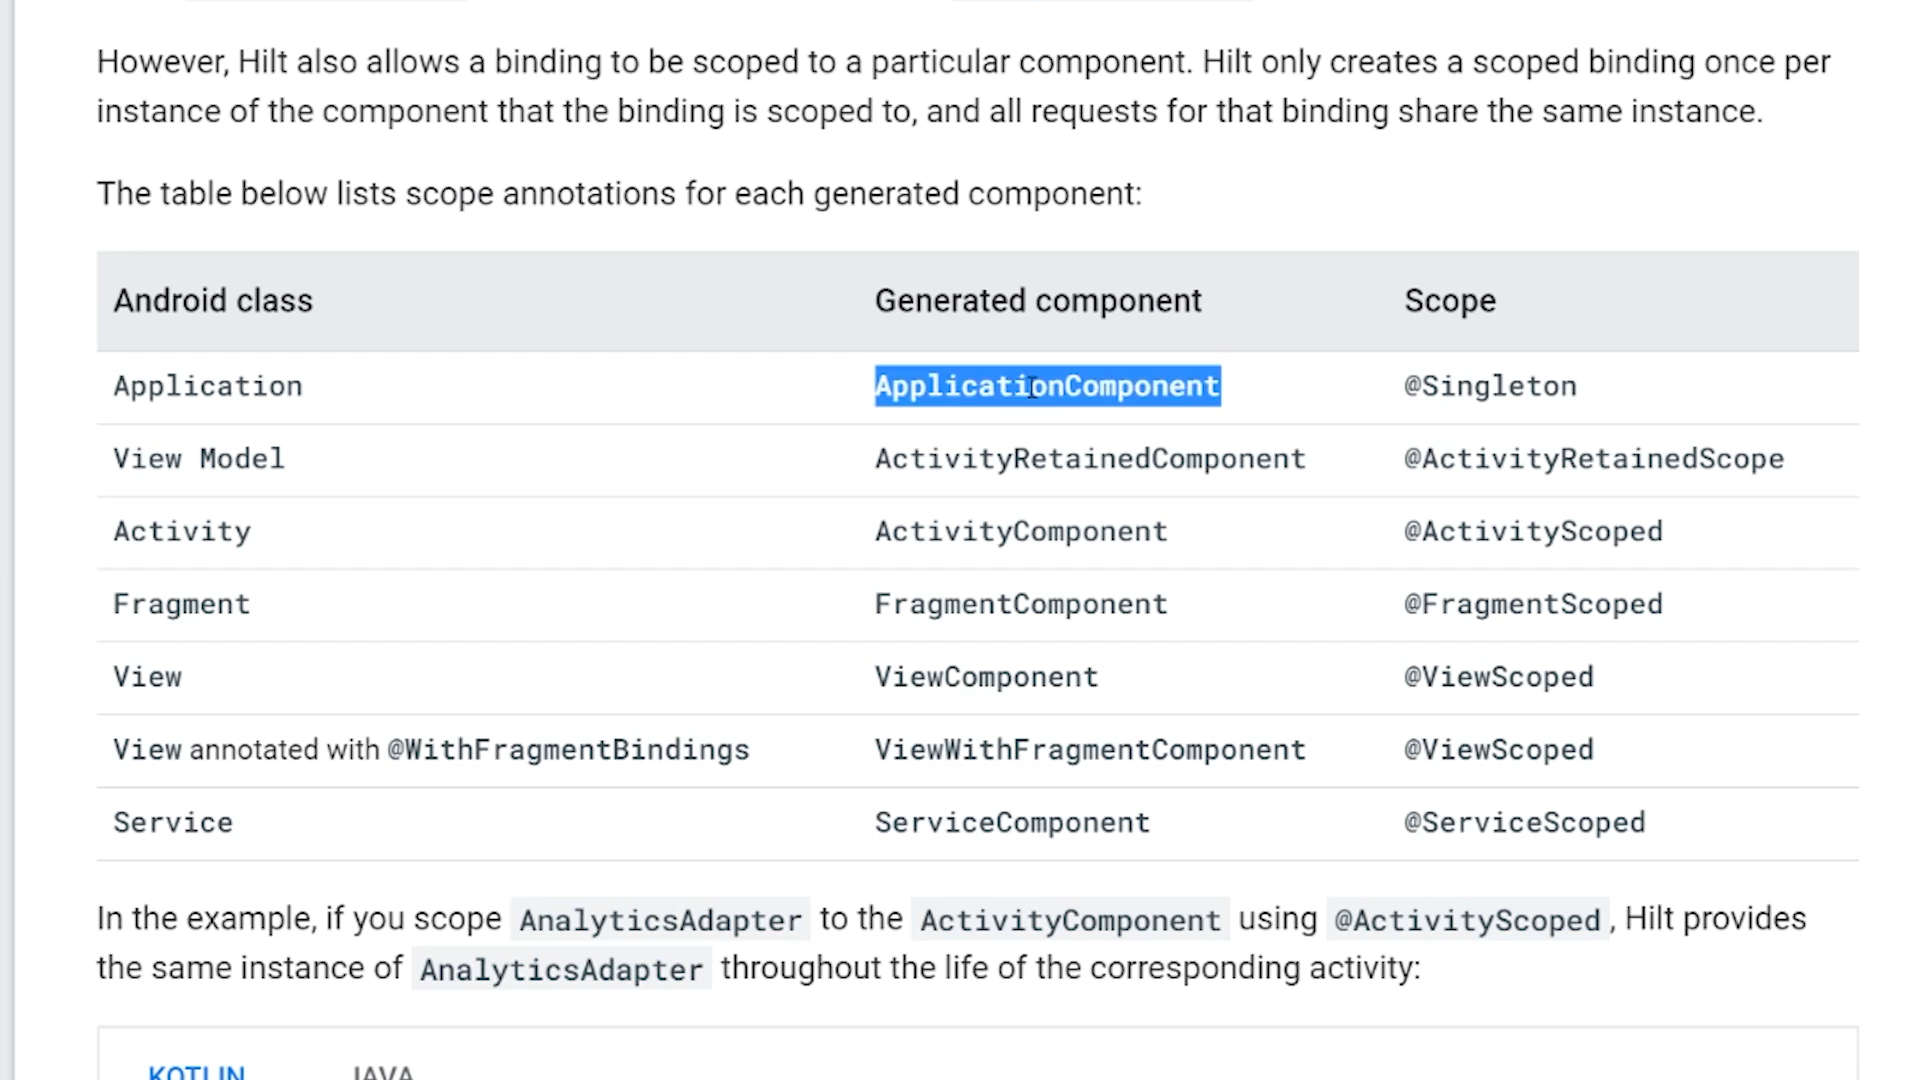 However, Hilt also allows a binding to be scoped to a particular component. Hilt only creates a scoped binding once per
instance of the component that the binding is scoped to, and all requests for that binding share the same instance.
The table below lists scope annotations for each generated component:
Android class Generated component Scope
Application ApplicationComponent @Singleton
View Model ActivityRetainedComponent @ActivityRetainedScope
Activity ActivityComponent @ActivityScoped
Fragment FragmentComponent @FragmentScoped
View ViewComponent @ViewScoped
View annotated with @WithFragmentBindings ViewWithFragmentComponent @ViewScoped
Service ServiceComponent @ServiceScoped
In the example, if you scope AnalyticsAdapter to the ActivityComponent using @ActivityScoped, Hilt provides
the same instance of AnalyticsAdapter throughout the life of the corresponding activity:
KOTLIN JAVA